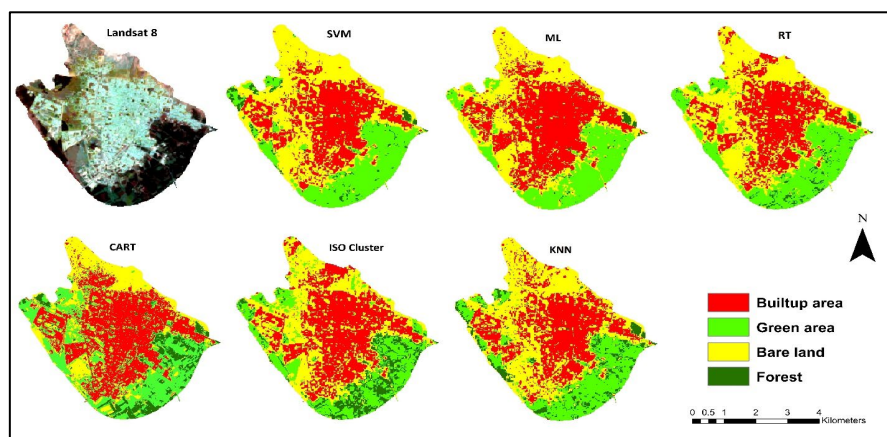 Landsat 8
SVM
ML
RT
CART
ISO Cluster
KNN
N
Builtup area
Green area
Bare land
Forest
0 0.5 1 2 3 4
Kilometers